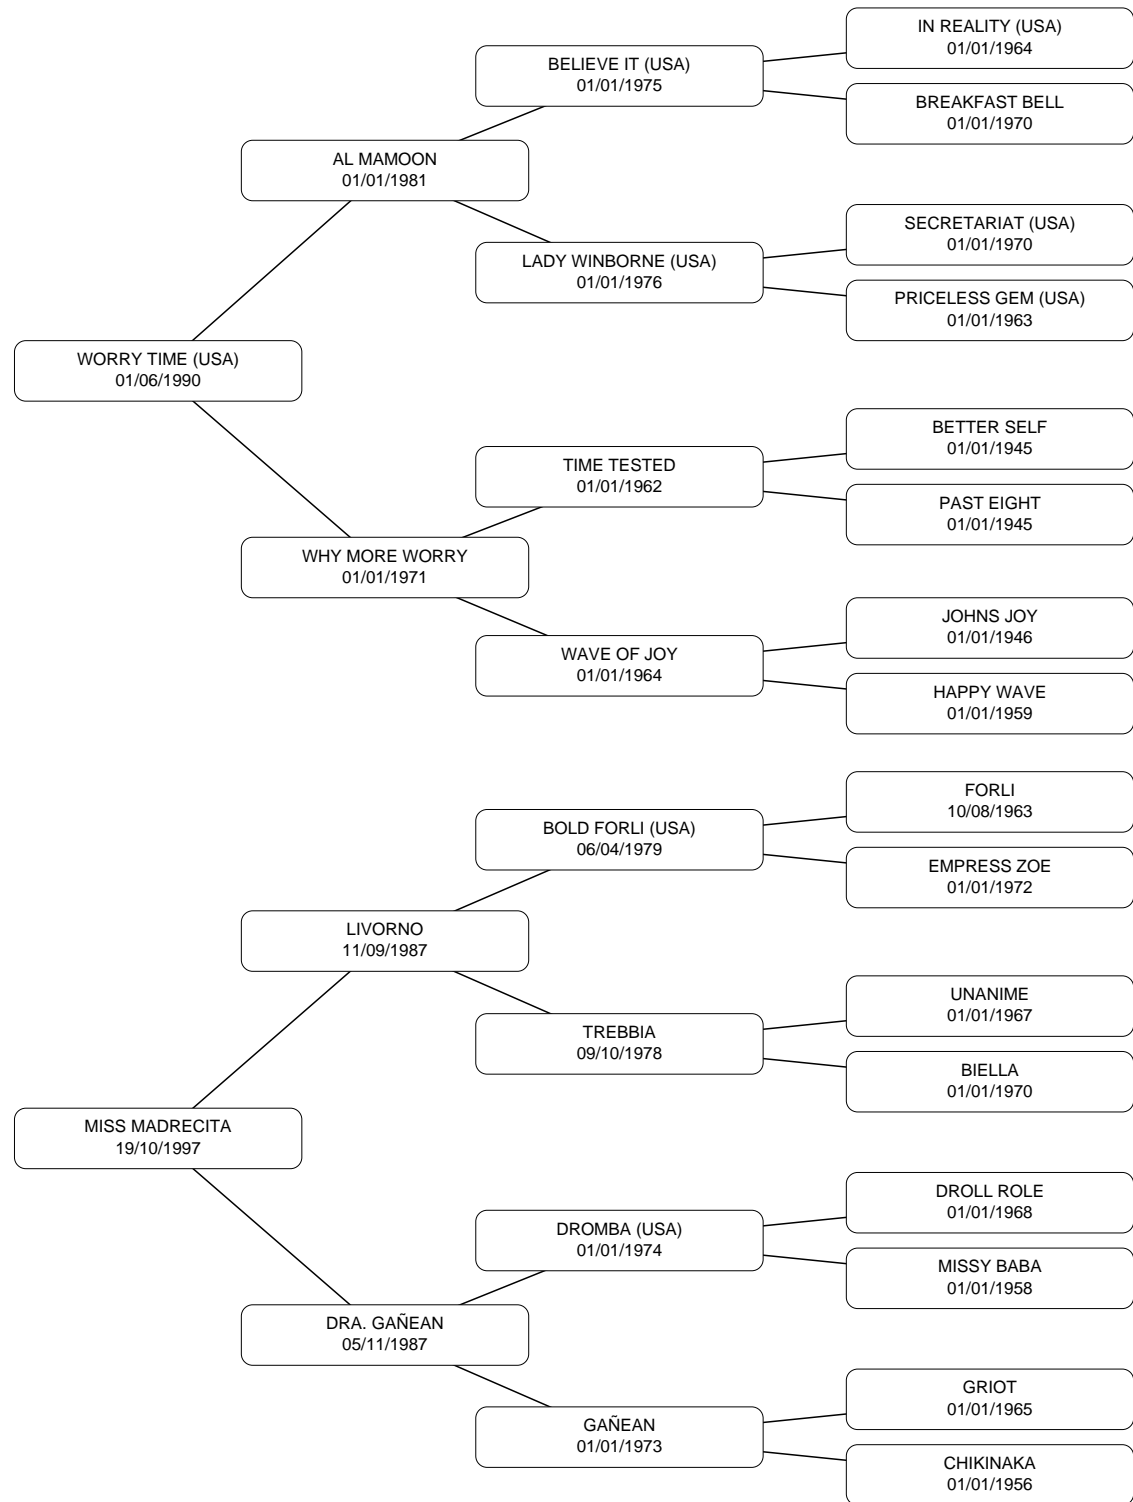 IN REALITY (USA)
01/01/1964
BELIEVE IT (USA)
01/01/1975
BREAKFAST BELL
01/01/1970
AL MAMOON
01/01/1981
SECRETARIAT (USA)
01/01/1970
LADY WINBORNE (USA)
01/01/1976
PRICELESS GEM (USA)
01/01/1963
WORRY TIME (USA)
01/06/1990
BETTER SELF
01/01/1945
TIME TESTED
01/01/1962
PAST EIGHT
01/01/1945
WHY MORE WORRY
01/01/1971
JOHNS JOY
01/01/1946
WAVE OF JOY
01/01/1964
HAPPY WAVE
01/01/1959
FORLI
10/08/1963
BOLD FORLI (USA)
06/04/1979
EMPRESS ZOE
01/01/1972
LIVORNO
11/09/1987
UNANIME
01/01/1967
TREBBIA
09/10/1978
BIELLA
01/01/1970
MISS MADRECITA
19/10/1997
DROLL ROLE
01/01/1968
DROMBA (USA)
01/01/1974
MISSY BABA
01/01/1958
DRA. GAÑEAN
05/11/1987
GRIOT
01/01/1965
GAÑEAN
01/01/1973
CHIKINAKA
01/01/1956